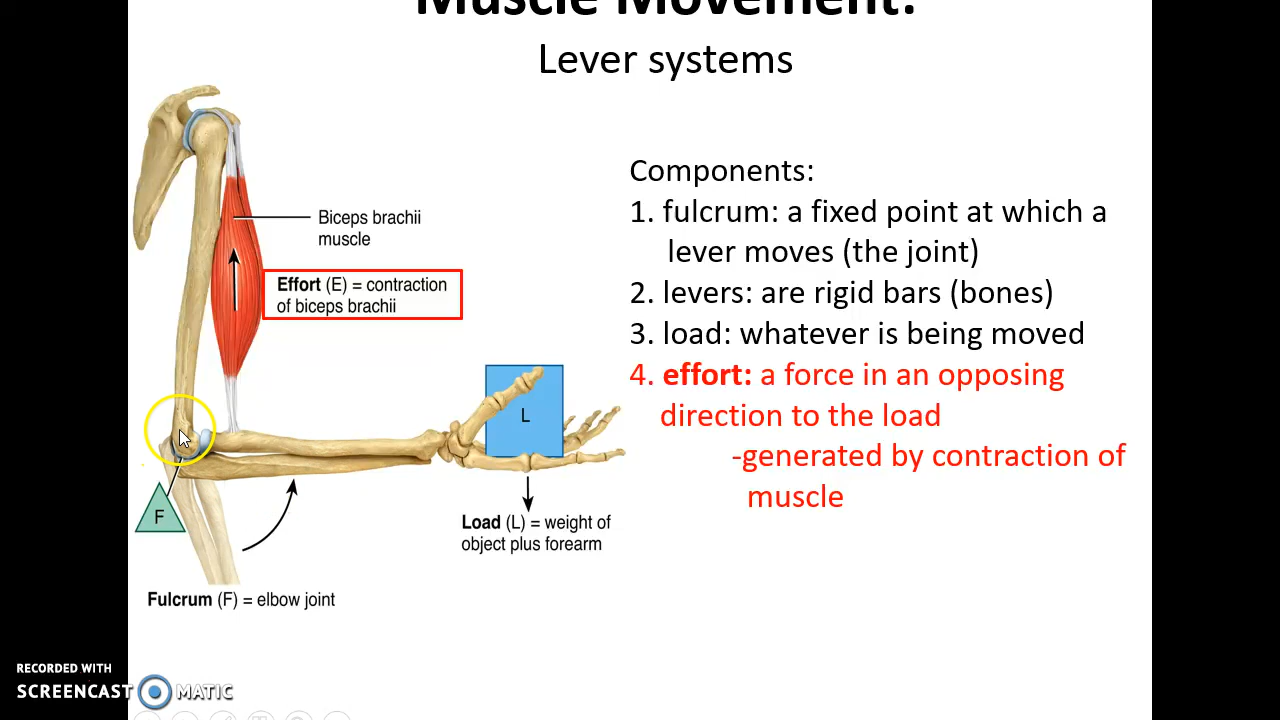 Muscle Movement:
Lever systems
Biceps brachii
muscle
Effort (E) = contraction
of biceps brachii
L
F
Load (L) = weight of
object plus forearm
Fulcrum (F) = elbow joint
Components:
1. fulcrum: a fixed point at which a
lever moves (the joint)
2. levers: are rigid bars (bones)
3. load: whatever is being moved
4. effort: a force in an opposing
direction to the load
-generated by contraction of
muscle
RECORDED WITH
SCREENCAST MATIC